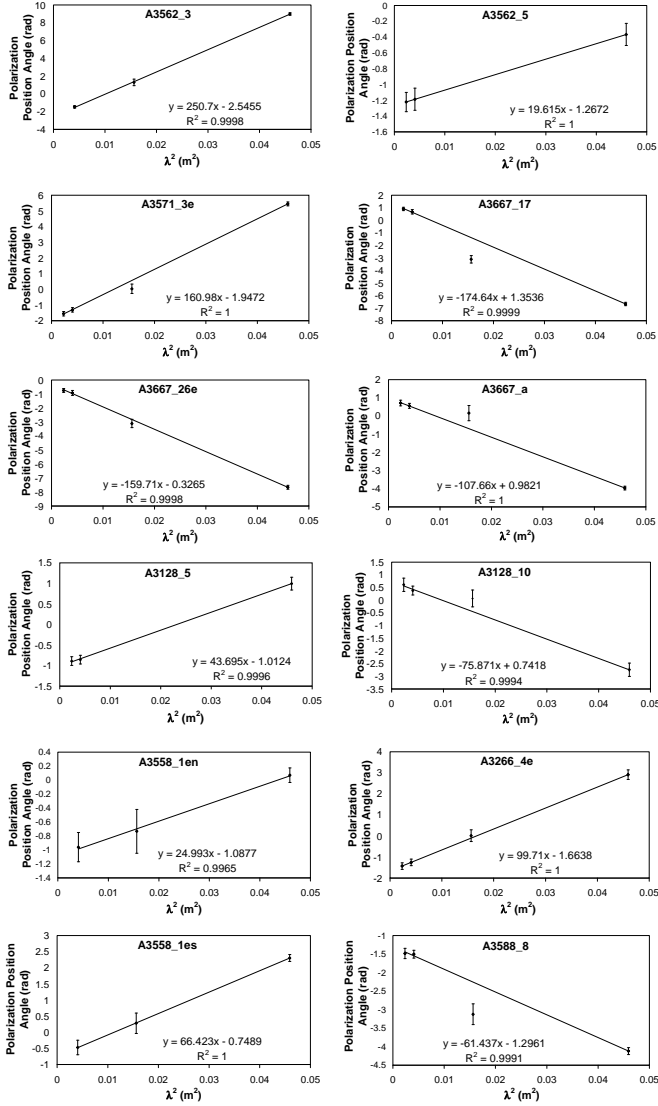 A3562_3
Polarization Position Angle (rad)
10
8
6
4
2
0
-2
-4
y = 250.7x - 2.5455
R² = 0.9998
0 0.01 0.02 0.03 0.04 0.05
λ² (m²)
A3562_5
Polarization Position Angle (rad)
0
-0.2
-0.4
-0.6
-0.8
-1
-1.2
-1.4
-1.6
y = 19.615x - 1.2672
R² = 1
0 0.01 0.02 0.03 0.04 0.05
λ² (m²)
A3571_3e
Polarization Position Angle (rad)
6
5
4
3
2
1
0
-1
-2
y = 160.98x - 1.9472
R² = 1
0 0.01 0.02 0.03 0.04 0.05
λ² (m²)
A3667_17
Polarization Position Angle (rad)
2
1
0
-1
-2
-3
-4
-5
-6
-7
-8
y = -174.64x + 1.3536
R² = 0.9999
0 0.01 0.02 0.03 0.04 0.05
λ² (m²)
A3667_26e
Polarization Position Angle (rad)
0
-1
-2
-3
-4
-5
-6
-7
-8
-9
y = -159.71x - 0.3265
R² = 0.9998
0 0.01 0.02 0.03 0.04 0.05
λ² (m²)
A3667_a
Polarization Position Angle (rad)
2
1
0
-1
-2
-3
-4
-5
y = -107.66x + 0.9821
R² = 1
0 0.01 0.02 0.03 0.04 0.05
λ² (m²)
A3128_5
Polarization Position Angle (rad)
1.5
1
0.5
0
-0.5
-1
-1.5
y = 43.695x - 1.0124
R² = 0.9996
0 0.01 0.02 0.03 0.04 0.05
λ² (m²)
A3128_10
Polarization Position Angle (rad)
1.5
1
0.5
0
-0.5
-1
-1.5
-2
-2.5
-3
-3.5
y = -75.871x + 0.7418
R² = 0.9994
0 0.01 0.02 0.03 0.04 0.05
λ² (m²)
A3558_1en
Polarization Position Angle (rad)
0.4
0.2
0
-0.2
-0.4
-0.6
-0.8
-1
-1.2
-1.4
y = 24.993x - 1.0877
R² = 0.9965
0 0.01 0.02 0.03 0.04 0.05
λ² (m²)
A3266_4e
Polarization Position Angle (rad)
4
3
2
1
0
-1
-2
y = 99.71x - 1.6638
R² = 1
0 0.01 0.02 0.03 0.04 0.05
λ² (m²)
A3558_1es
Polarization Position Angle (rad)
3
2.5
2
1.5
1
0.5
0
-0.5
-1
y = 66.423x - 0.7489
R² = 1
0 0.01 0.02 0.03 0.04 0.05
λ² (m²)
A3588_8
Polarization Position Angle (rad)
-1
-1.5
-2
-2.5
-3
-3.5
-4
-4.5
y = -61.437x - 1.2961
R² = 0.9991
0 0.01 0.02 0.03 0.04 0.05
λ² (m²)